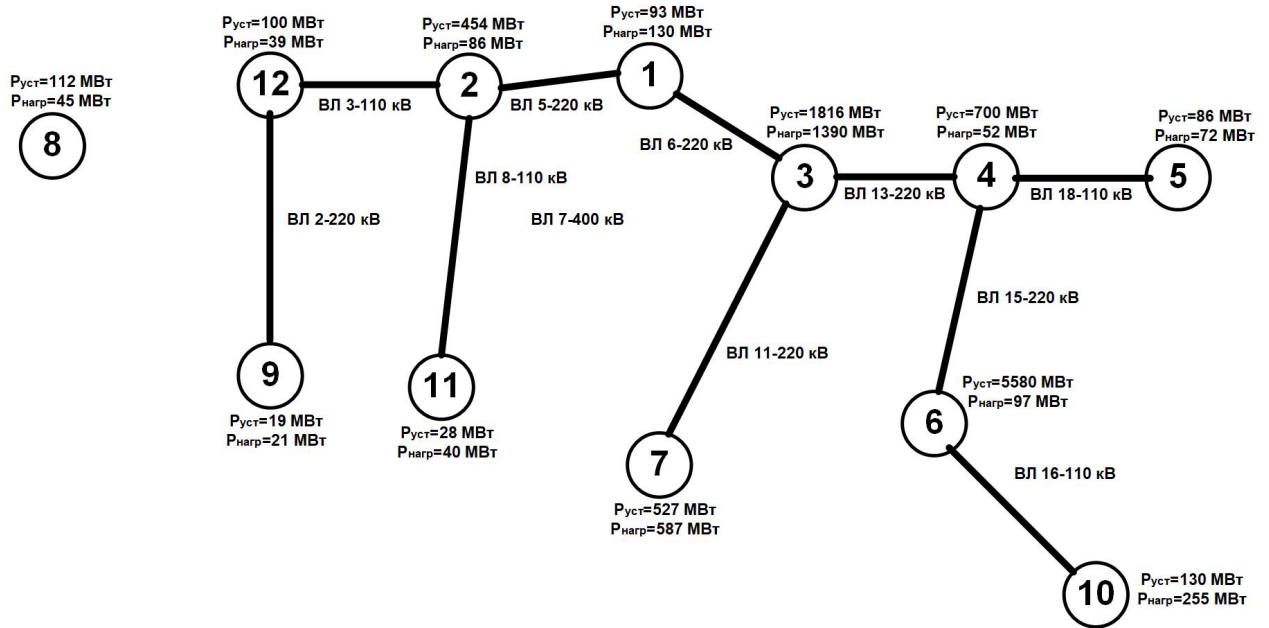 Pуст=112 МВт
Pнагр=45 МВт
8
Pуст=100 МВт
Pнагр=39 МВт
12
ВЛ 3-110 кВ
Pуст=454 МВт
Pнагр=86 МВт
2
ВЛ 5-220 кВ
Pуст=93 МВт
Pнагр=130 МВт
1
ВЛ 6-220 кВ
Pуст=1816 МВт
Pнагр=1390 МВт
3
ВЛ 13-220 кВ
Pуст=700 МВт
Pнагр=52 МВт
4
ВЛ 18-110 кВ
Pуст=86 МВт
Pнагр=72 МВт
5
ВЛ 2-220 кВ
ВЛ 8-110 кВ
ВЛ 7-400 кВ
ВЛ 15-220 кВ
ВЛ 11-220 кВ
9
Pуст=19 МВт
Pнагр=21 МВт
11
Pуст=28 МВт
Pнагр=40 МВт
7
Pуст=527 МВт
Pнагр=587 МВт
6
Pуст=5580 МВт
Pнагр=97 МВт
ВЛ 16-110 кВ
10
Pуст=130 МВт
Pнагр=255 МВт